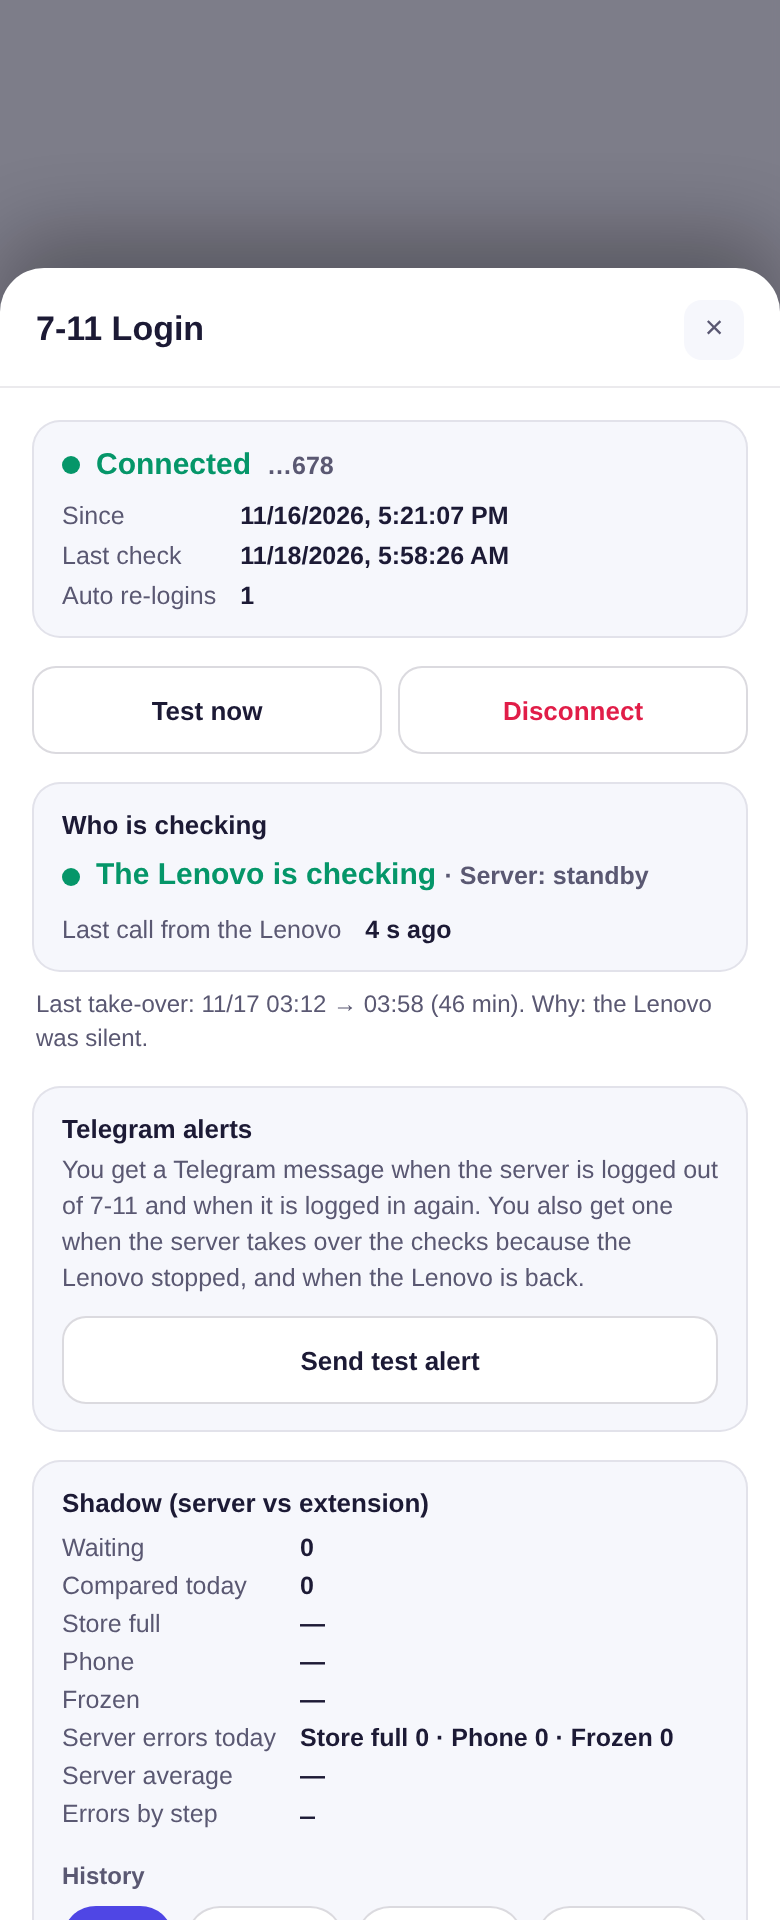 7-11 Login
×
Connected …678
Since 11/16/2026, 5:21:07 PM
Last check 11/18/2026, 5:58:26 AM
Auto re-logins 1
Test now
Disconnect
Who is checking
The Lenovo is checking · Server: standby
Last call from the Lenovo 4 s ago
Last take-over: 11/17 03:12 → 03:58 (46 min). Why: the Lenovo
was silent.
Telegram alerts
You get a Telegram message when the server is logged out
of 7-11 and when it is logged in again. You also get one
when the server takes over the checks because the
Lenovo stopped, and when the Lenovo is back.
Send test alert
Shadow (server vs extension)
Waiting 0
Compared today 0
Store full —
Phone —
Frozen —
Server errors today Store full 0 · Phone 0 · Frozen 0
Server average —
Errors by step –
History